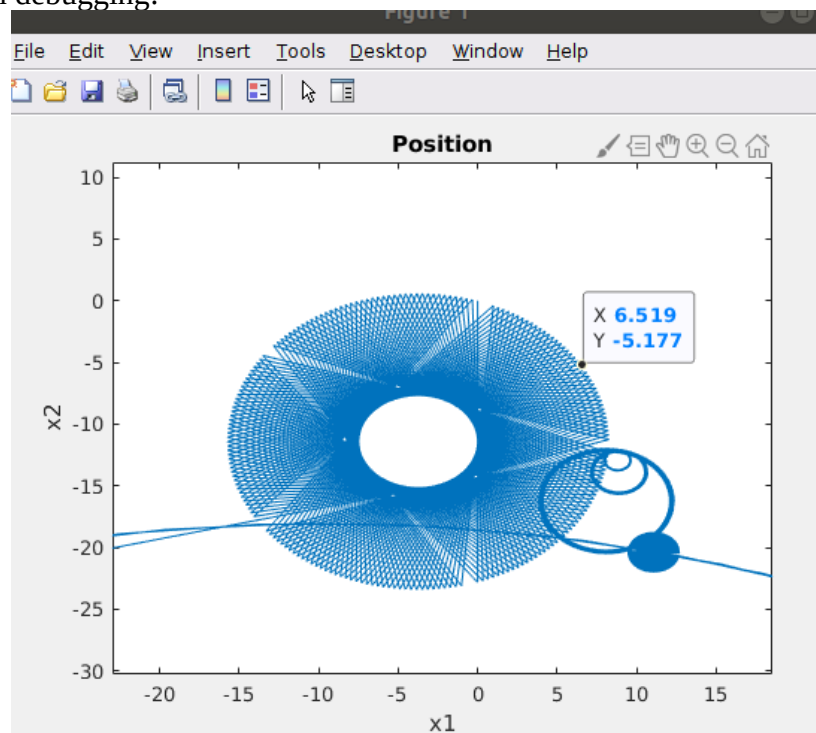 debugging.
Figure 1
File Edit View Insert Tools Desktop Window Help
Position
10
5
0
-5
-10
-15
-20
-25
-30
x2
X 6.519
Y -5.177
-20 -15 -10 -5 0 5 10 15
x1